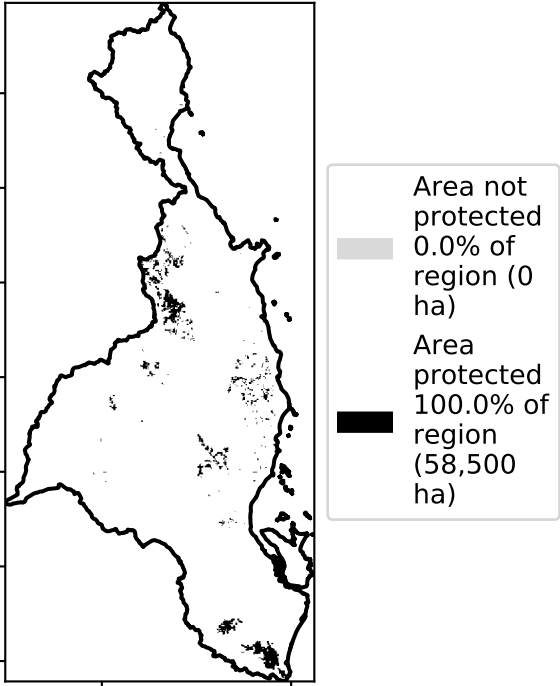 Area not
protected
0.0% of
region (0
ha)
Area
protected
100.0% of
region
(58,500
ha)